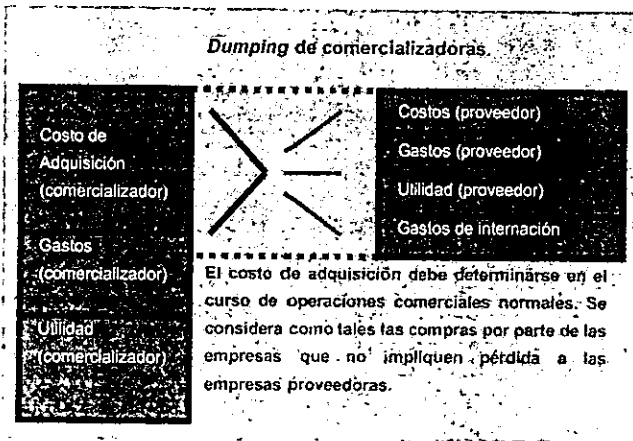 Dumping de comercializadoras.
Costo de
Adquisición
(comercializador)
Gastos
(comercializador)
Utilidad
(comercializador)
Costos (proveedor)
Gastos (proveedor)
Utilidad (proveedor)
Gastos de internación
El costo de adquisición debe determinarse en el
curso de operaciones comerciales normales. Se
considera como tales las compras por parte de las
empresas que no impliquen pérdida a las
empresas proveedoras.